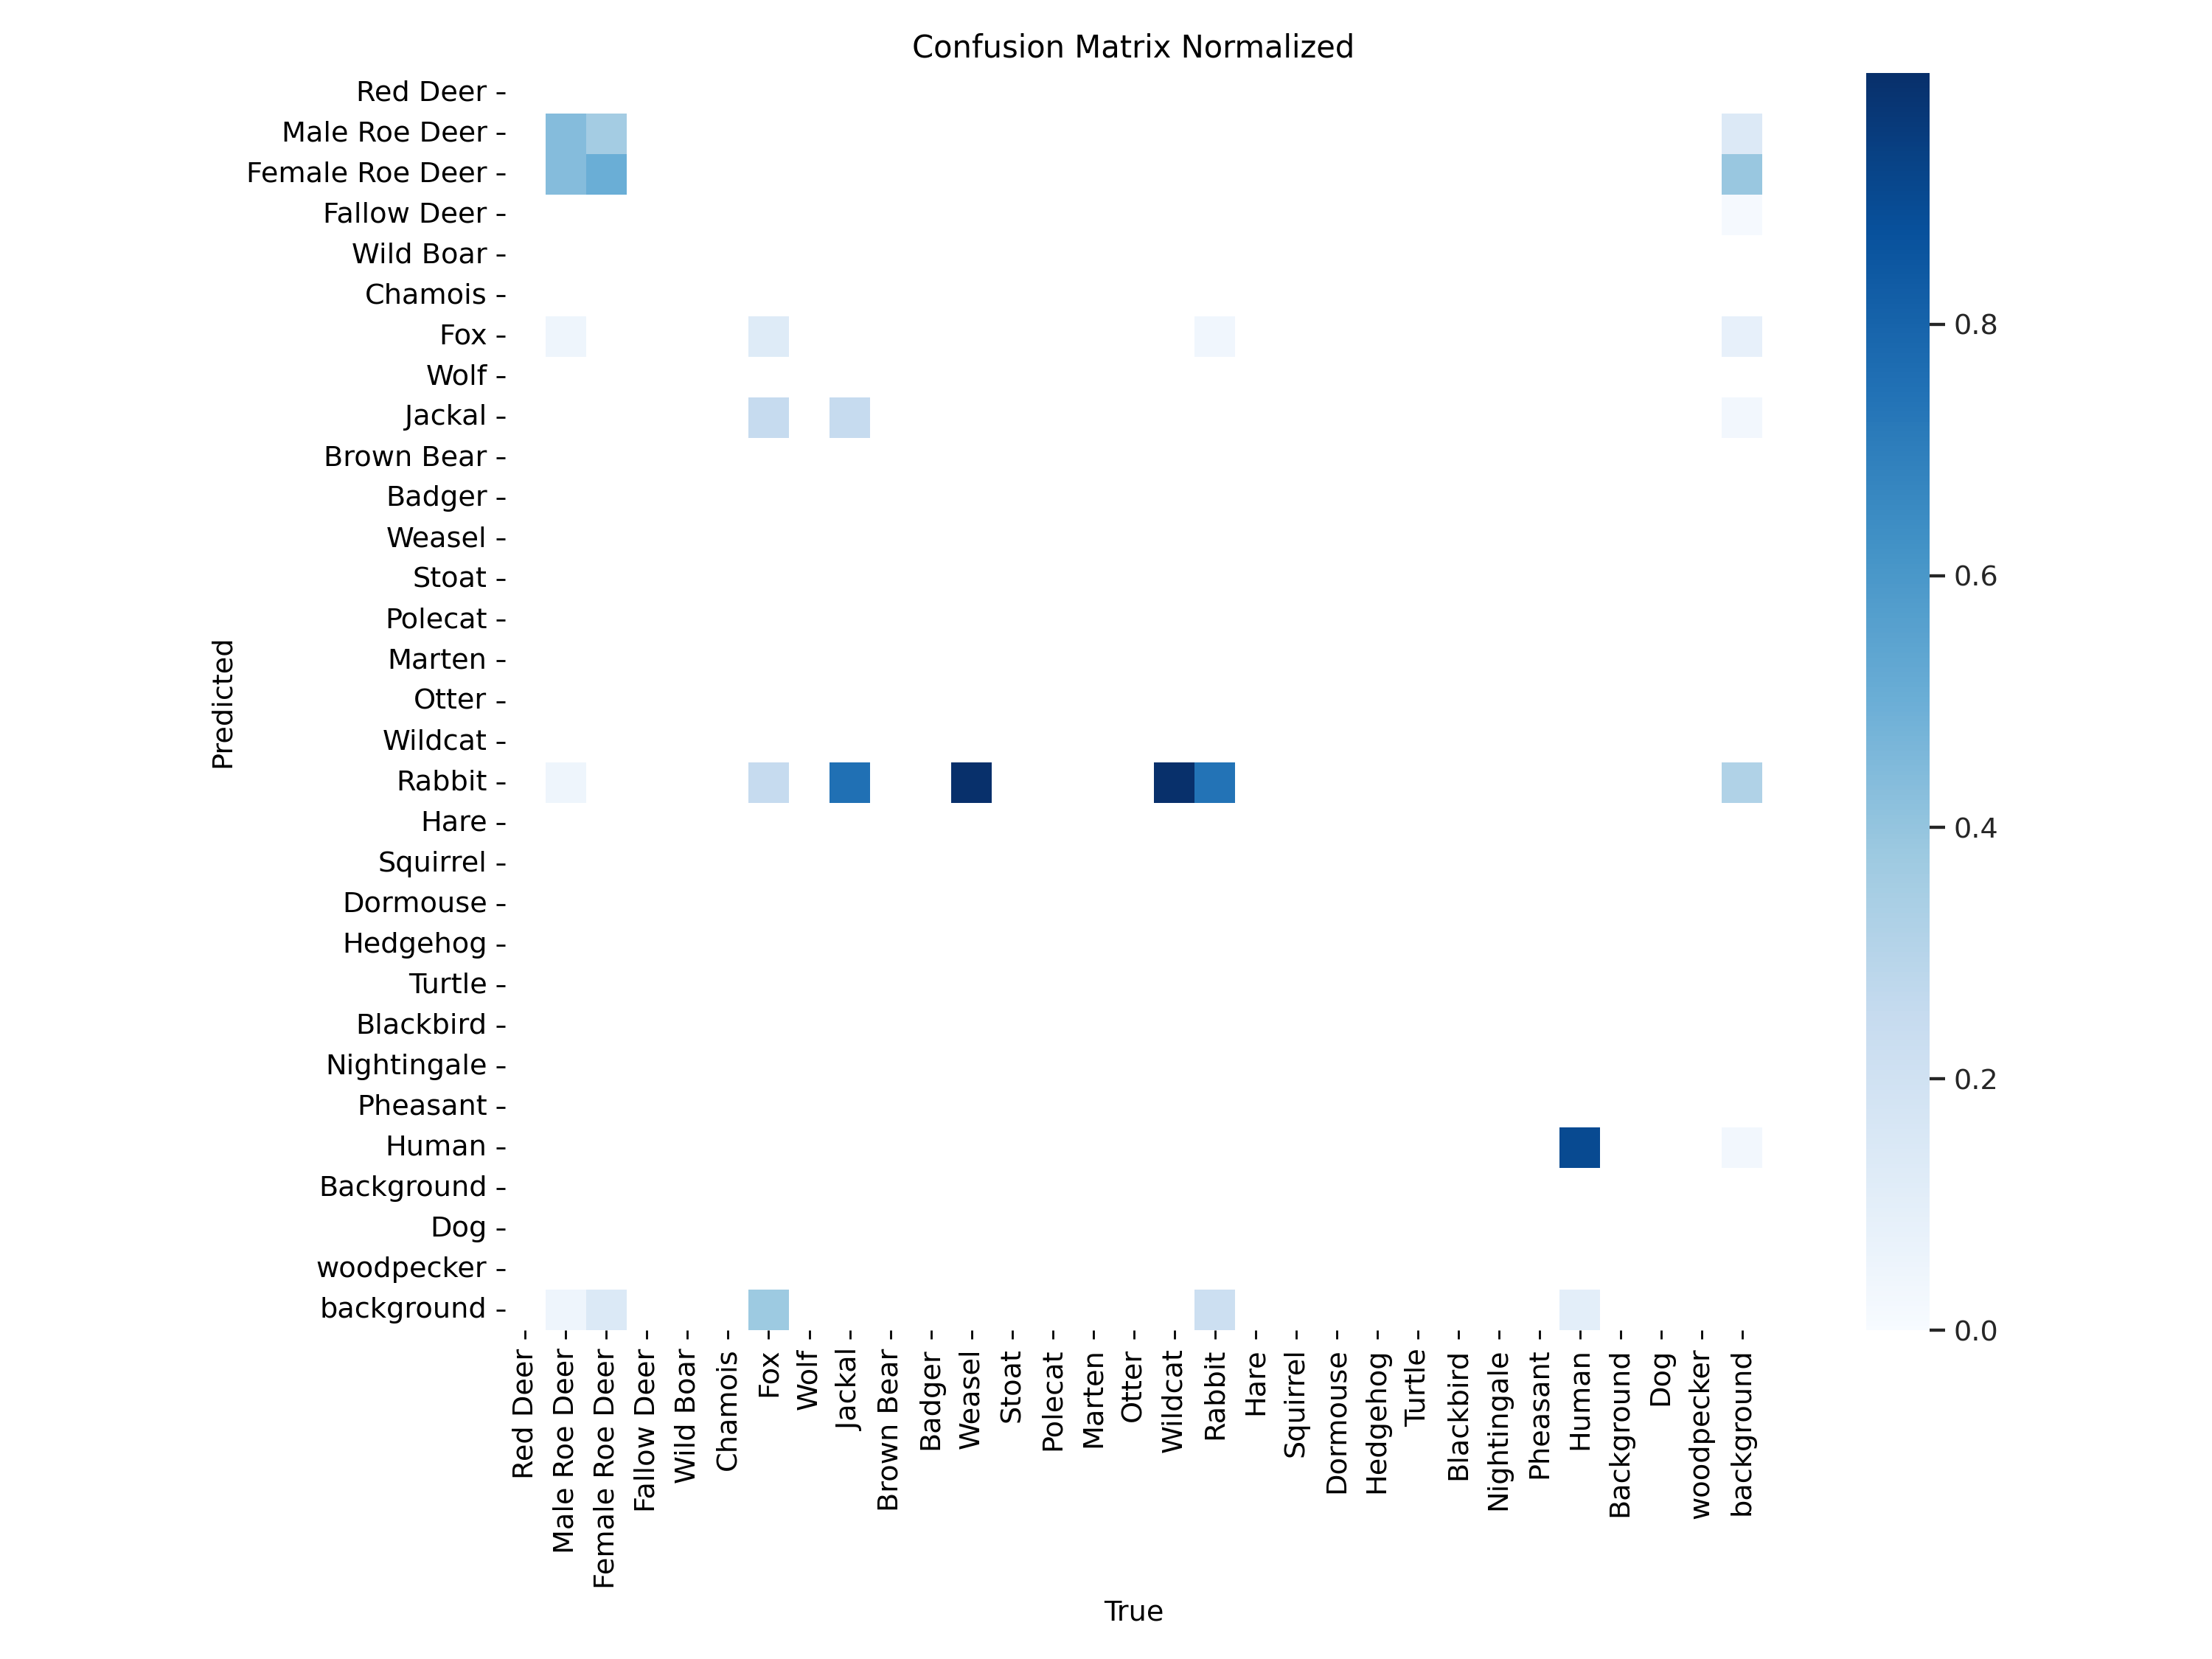 Confusion Matrix Normalized
Red Deer
Male Roe Deer
Female Roe Deer
Fallow Deer
Wild Boar
Chamois
Fox
Wolf
Jackal
Brown Bear
Badger
Weasel
Stoat
Polecat
Marten
Otter
Wildcat
Rabbit
Hare
Squirrel
Dormouse
Hedgehog
Turtle
Blackbird
Nightingale
Pheasant
Human
Background
Dog
woodpecker
background
Predicted
Red Deer
Male Roe Deer
Female Roe Deer
Fallow Deer
Wild Boar
Chamois
Fox
Wolf
Jackal
Brown Bear
Badger
Weasel
Stoat
Polecat
Marten
Otter
Wildcat
Rabbit
Hare
Squirrel
Dormouse
Hedgehog
Turtle
Blackbird
Nightingale
Pheasant
Human
Background
Dog
woodpecker
background
True
0.8
0.6
0.4
0.2
0.0